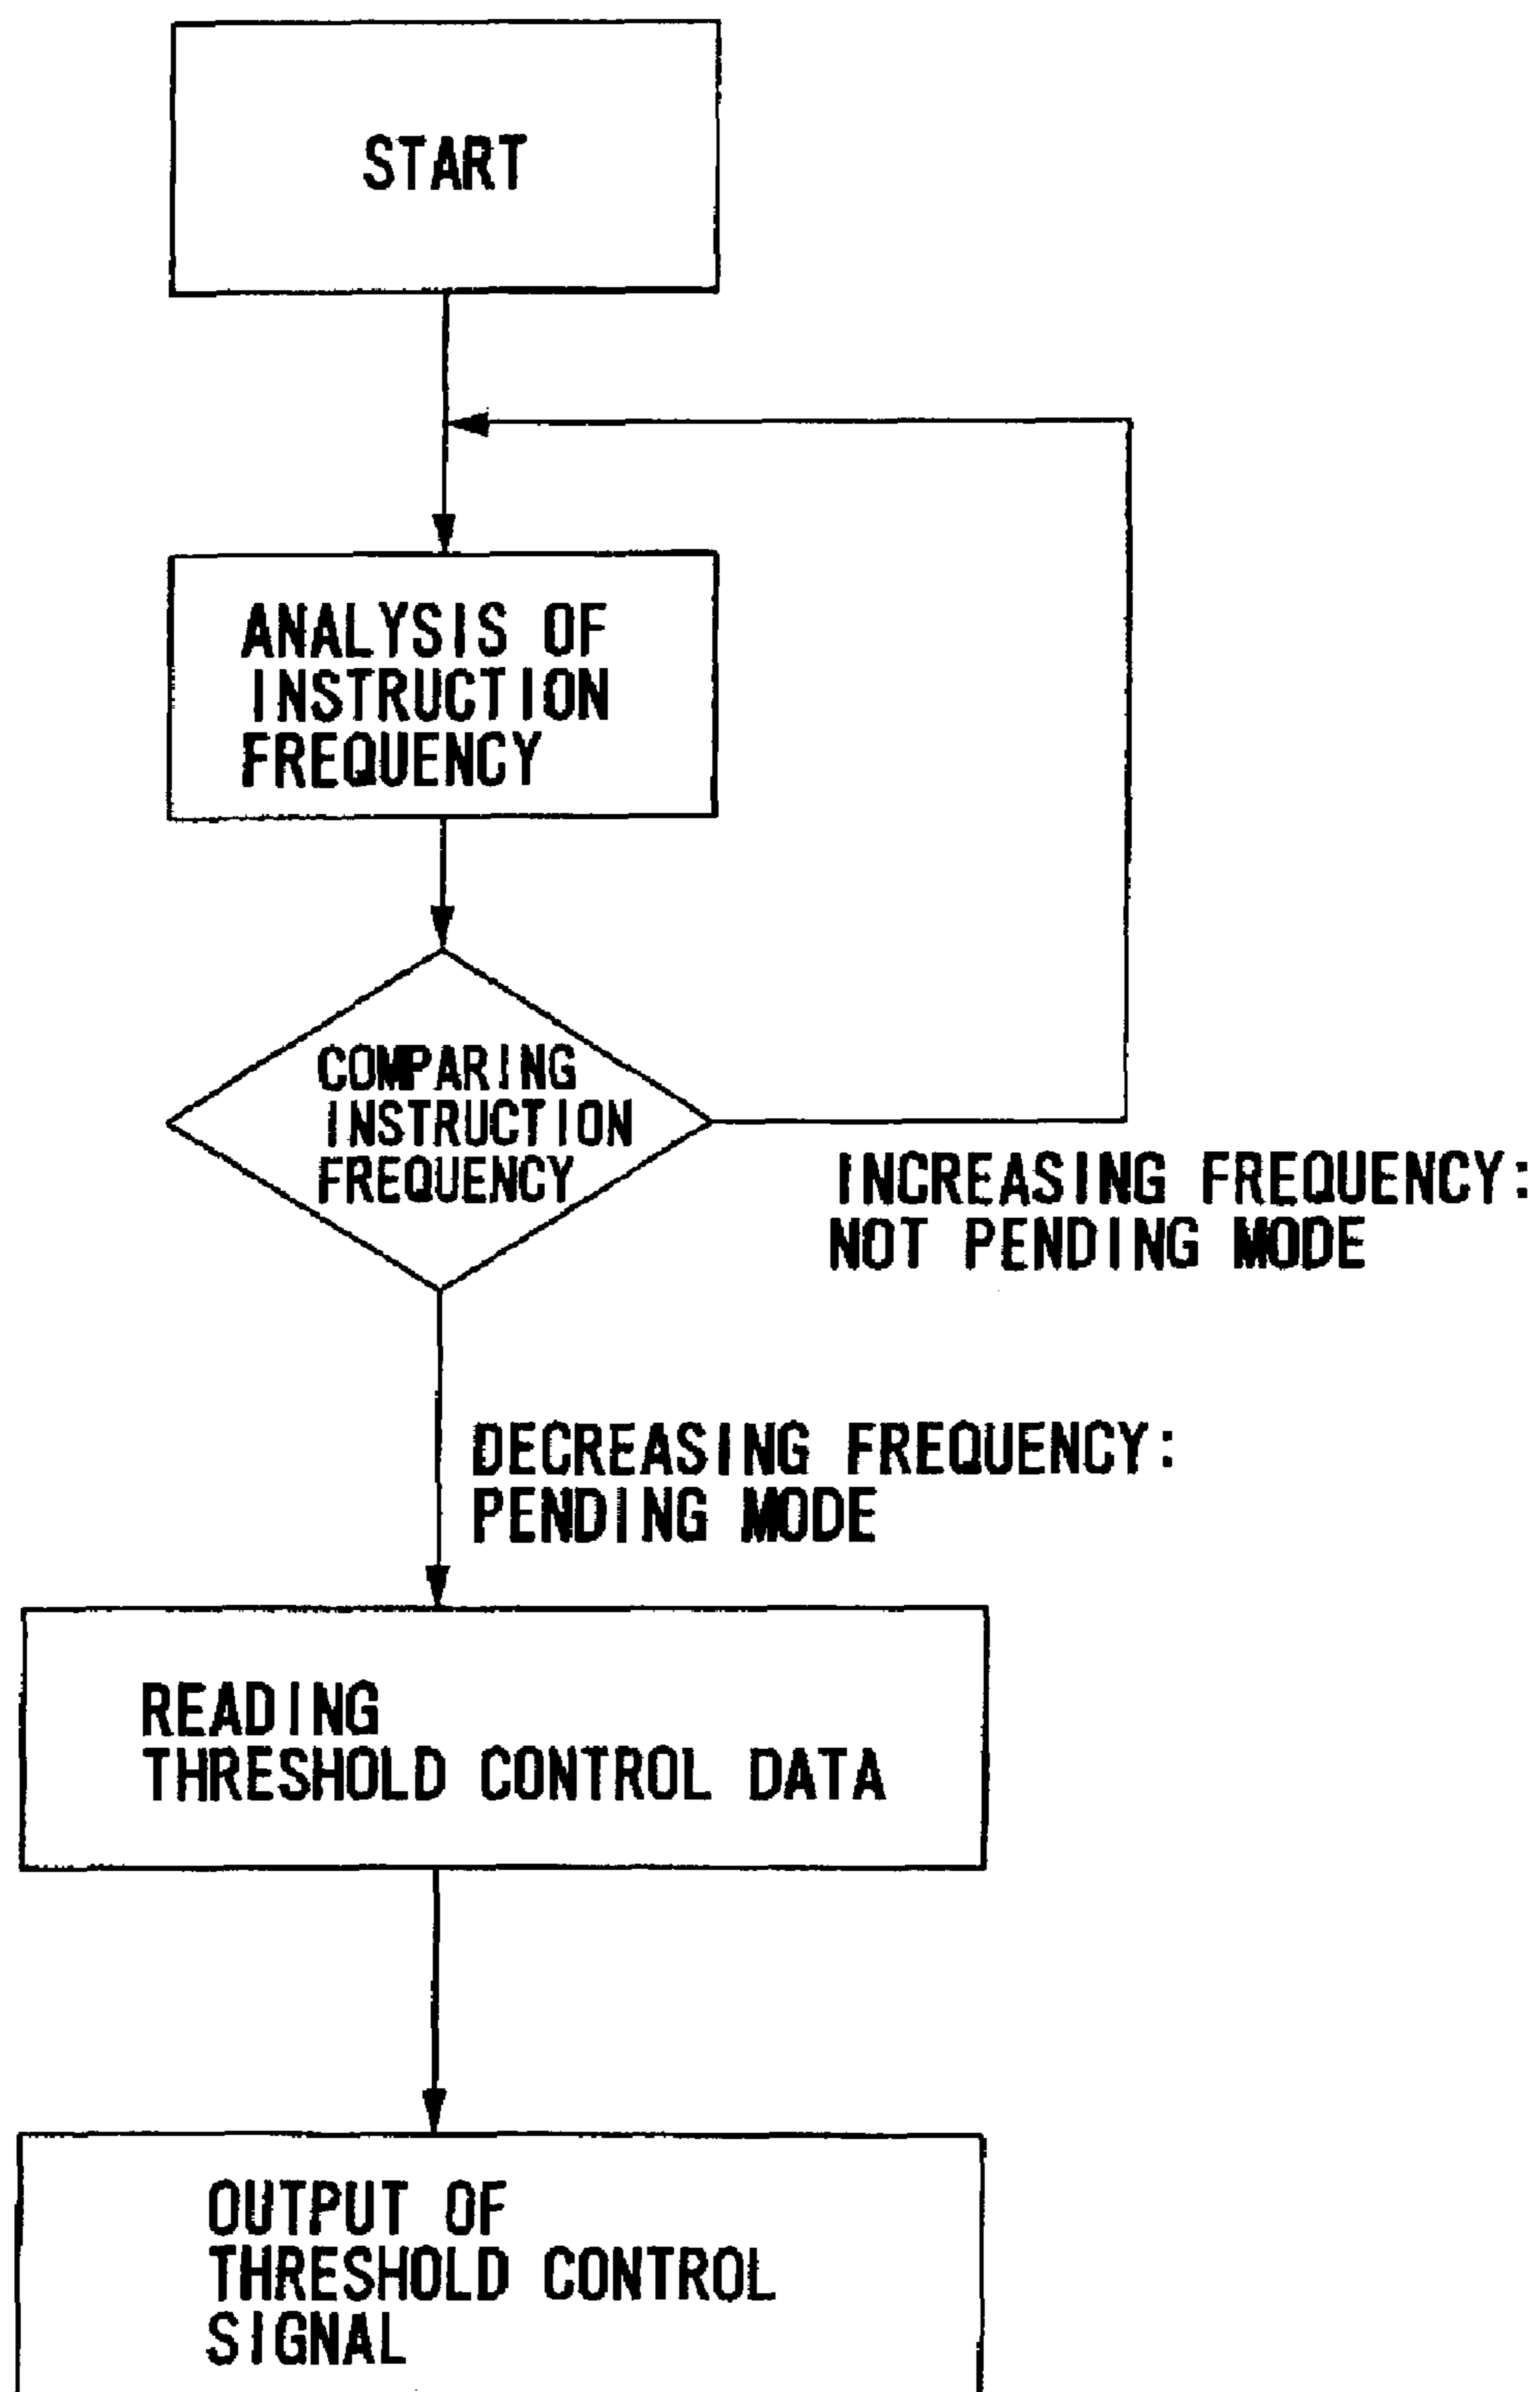 START
ANALYSIS OF
INSTRUCTION
FREQUENCY
COMPARING
INSTRUCTION
FREQUENCY
INCREASING FREQUENCY:
NOT PENDING MODE
DECREASING FREQUENCY:
PENDING MODE
READING
THRESHOLD CONTROL DATA
OUTPUT OF
THRESHOLD CONTROL
SIGNAL